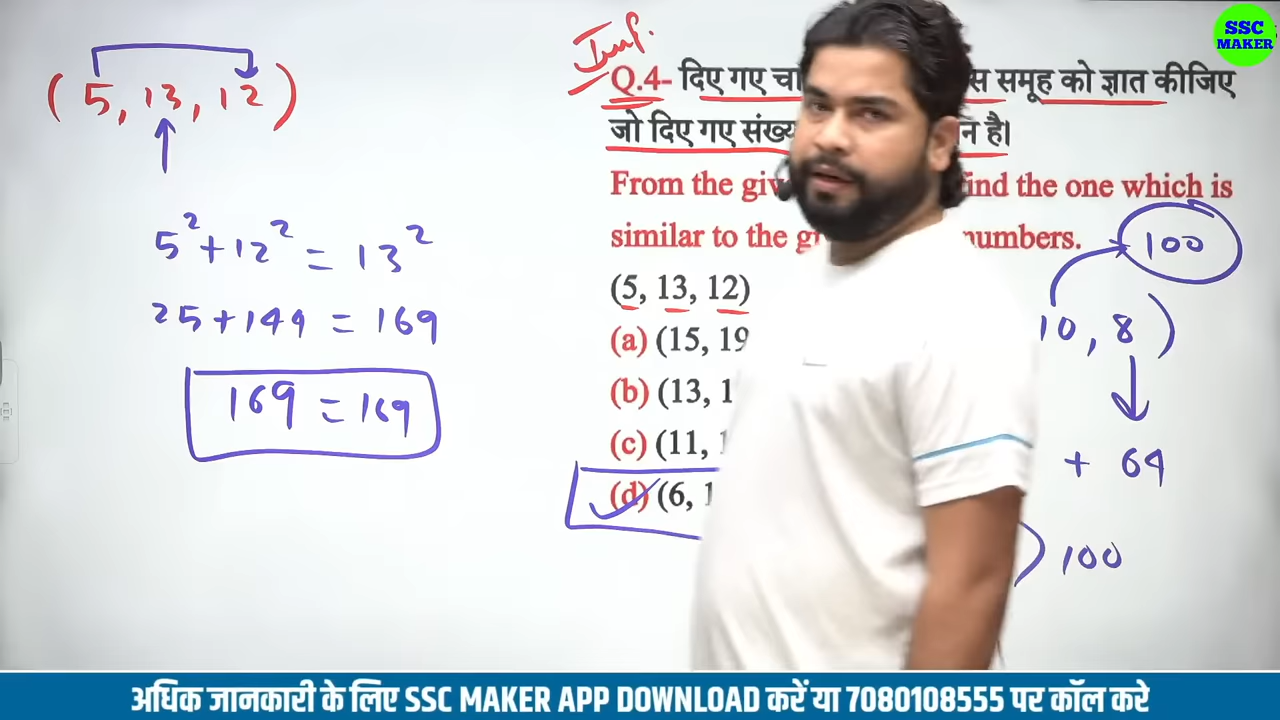 SSC
MAKER
(5, 13, 12)
5² + 12² = 13²
25 + 144 = 169
169 = 169
Imp.
Q.4- दिए गए समूह को ज्ञात कीजिए
जो दिए गए है।
From the find the one which is
similar to the numbers.
(5, 13, 12)
(a) (15, 19
(b) (13, 1
(c) (11, 1
(d) (6, 1
100
10, 8)
+ 64
100
अधिक जानकारी के लिए SSC MAKER APP DOWNLOAD करें या 7080108555 पर कॉल करे